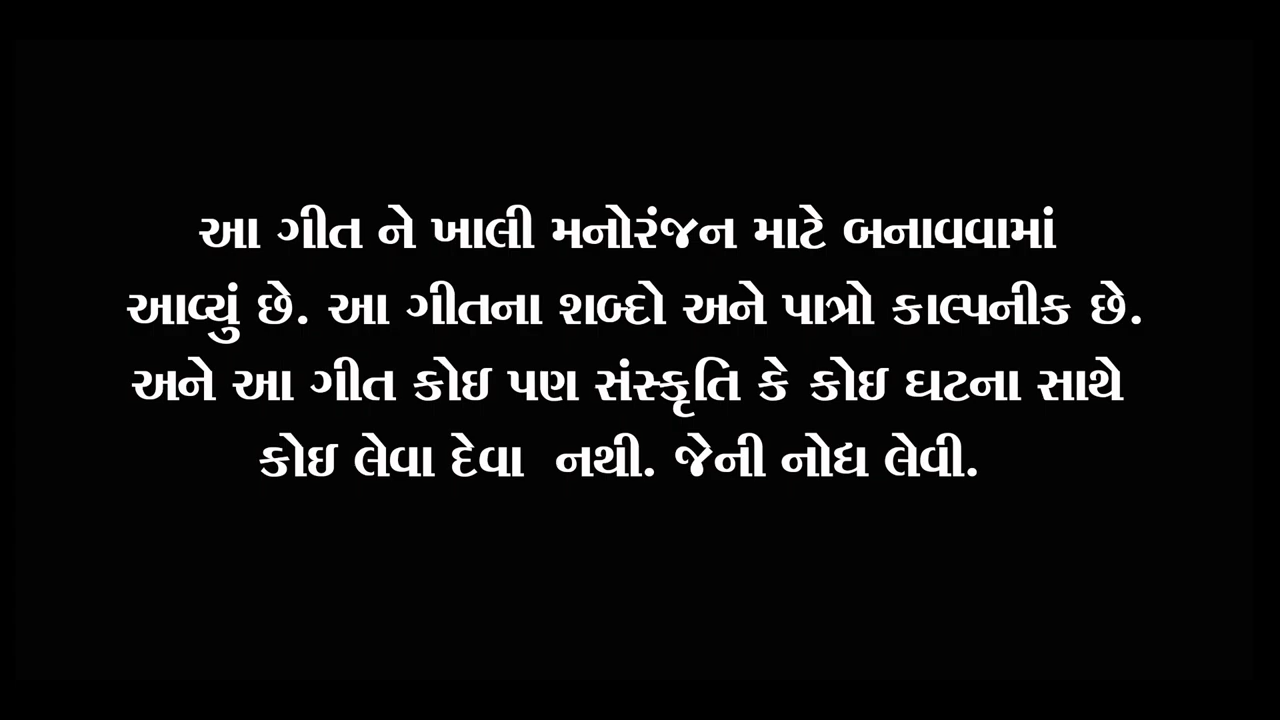 આ ગીત ને ખાલી મનોરંજન માટે બનાવવામાં
આવ્યું છે. આ ગીતના શબ્દો અને પાત્રો કાલ્પનીક છે.
અને આ ગીત કોઇ પણ સંસ્કૃતિ કે કોઇ ઘટના સાથે
કોઇ લેવા દેવા નથી. જેની નોધ લેવી.